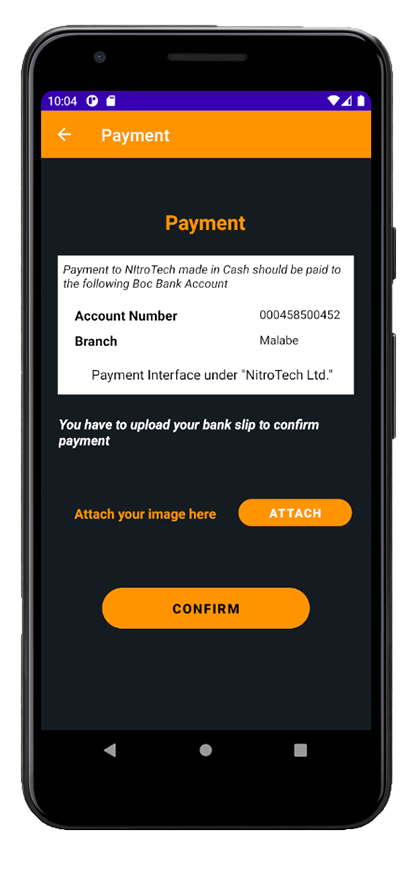 10:04
Payment
Payment
Payment to NItroTech made in Cash should be paid to
the following Boc Bank Account
Account Number 000458500452
Branch Malabe
Payment Interface under "NitroTech Ltd."
You have to upload your bank slip to confirm
payment
Attach your image here ATTACH
CONFIRM